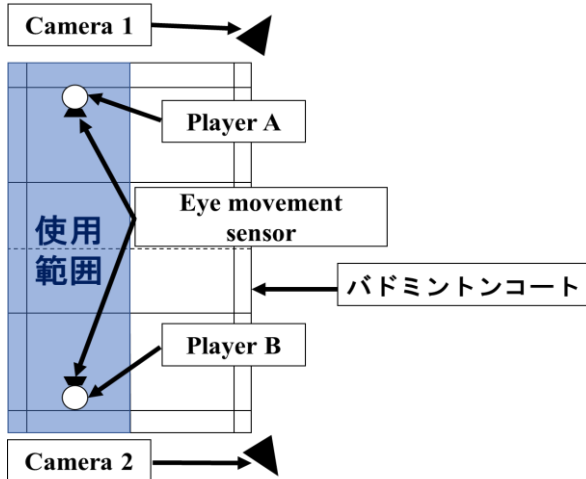 Camera 1
Player A
Eye movement
sensor
使用
範囲
バドミントンコート
Player B
Camera 2